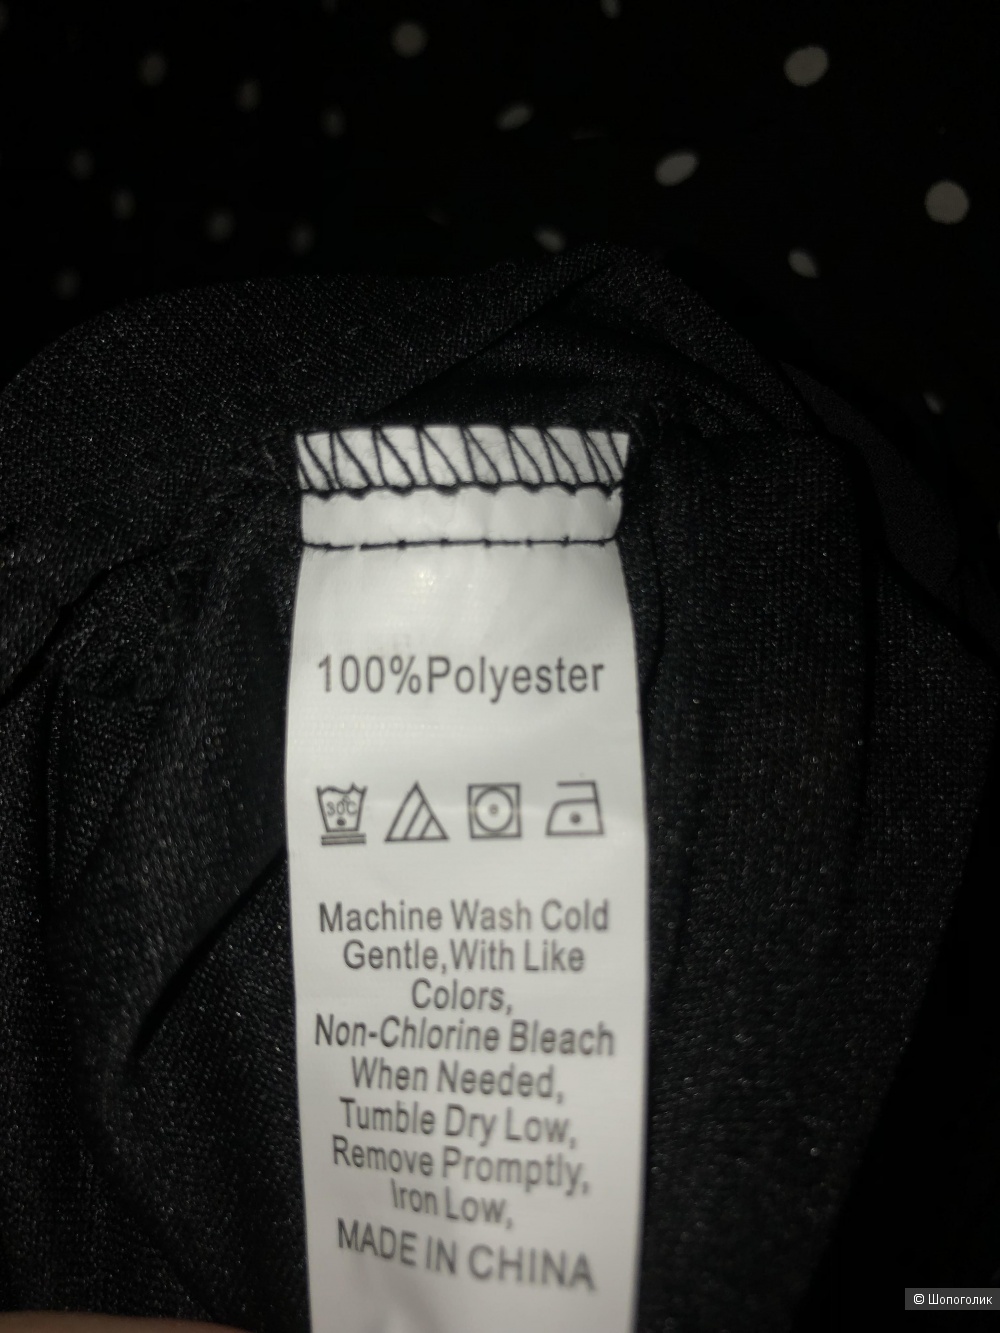 100%Polyester
30℃
Machine Wash Cold
Gentle,With Like
Colors,
Non-Chlorine Bleach
When Needed,
Tumble Dry Low,
Remove Promptly,
Iron Low,
MADE IN CHINA
© Шопоголик